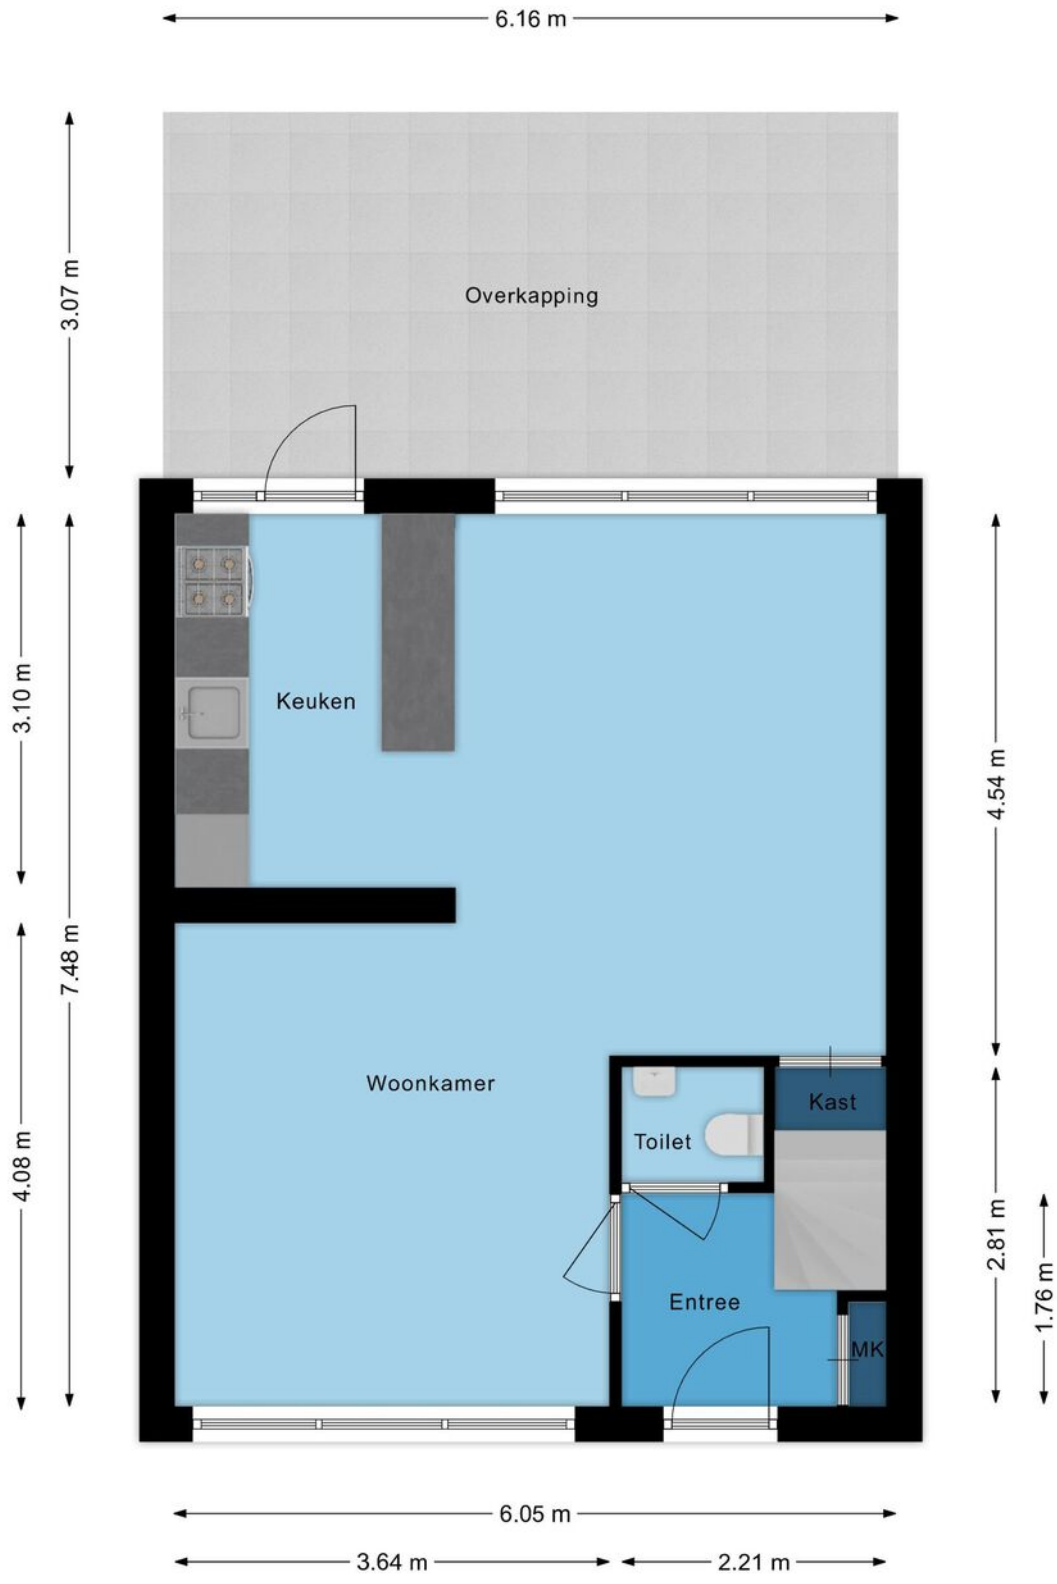 6.16 m
3.07 m
Overkapping
3.10 m
7.48 m
4.54 m
Keuken
4.08 m
Woonkamer
Kast
Toilet
2.81 m
1.76 m
Entree
MK
6.05 m
3.64 m
2.21 m